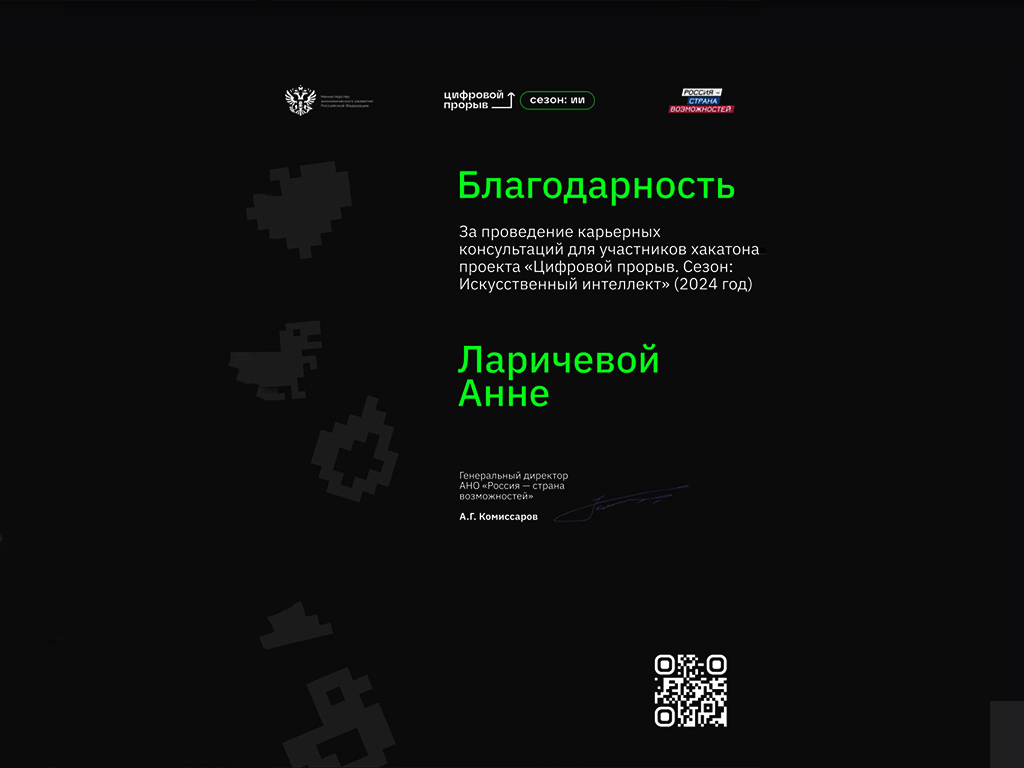 Министерство
экономического развития
Российской Федерации
цифровой
прорыв
сезон: ии
РОССИЯ –
СТРАНА
ВОЗМОЖНОСТЕЙ
Благодарность
За проведение карьерных
консультаций для участников хакатона
проекта «Цифровой прорыв. Сезон:
Искусственный интеллект» (2024 год)
Ларичевой
Анне
Генеральный директор
АНО «Россия — страна
возможностей»
А.Г. Комиссаров